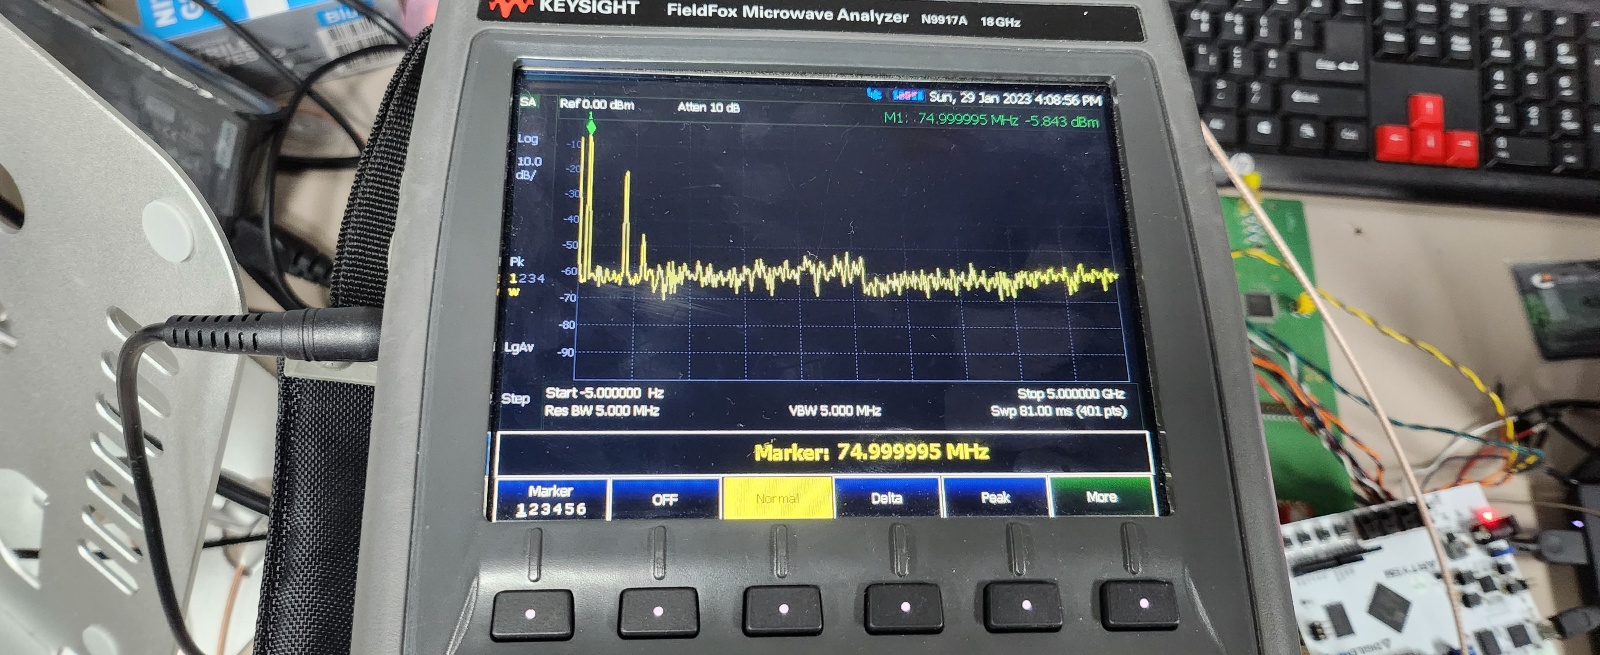 KEYSIGHT FieldFox Microwave Analyzer N9917A 18 GHz
Sun, 29 Jan 2023 4:08:56 PM
SA Ref 0.00 dBm Atten 10 dB
M1: 74.999995 MHz -5.843 dBm
1
Log
10.0
dB/
-10
-20
-30
-40
-50
-60
-70
-80
-90
Pk
1234
W
LgAv
Step
Start -5.000000 Hz Stop 5.000000 GHz
Res BW 5.000 MHz VBW 5.000 MHz Swp 81.00 ms (401 pts)
Marker: 74.999995 MHz
Marker
123456
OFF
Normal
Delta
Peak
More